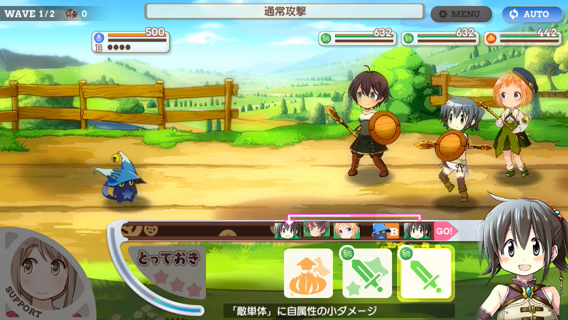 WAVE 1/2 0
通常攻撃
MENU
AUTO
500
B
632
632
442
B
GO!
とっておき
SUPPORT
「敵単体」に自属性の小ダメージ